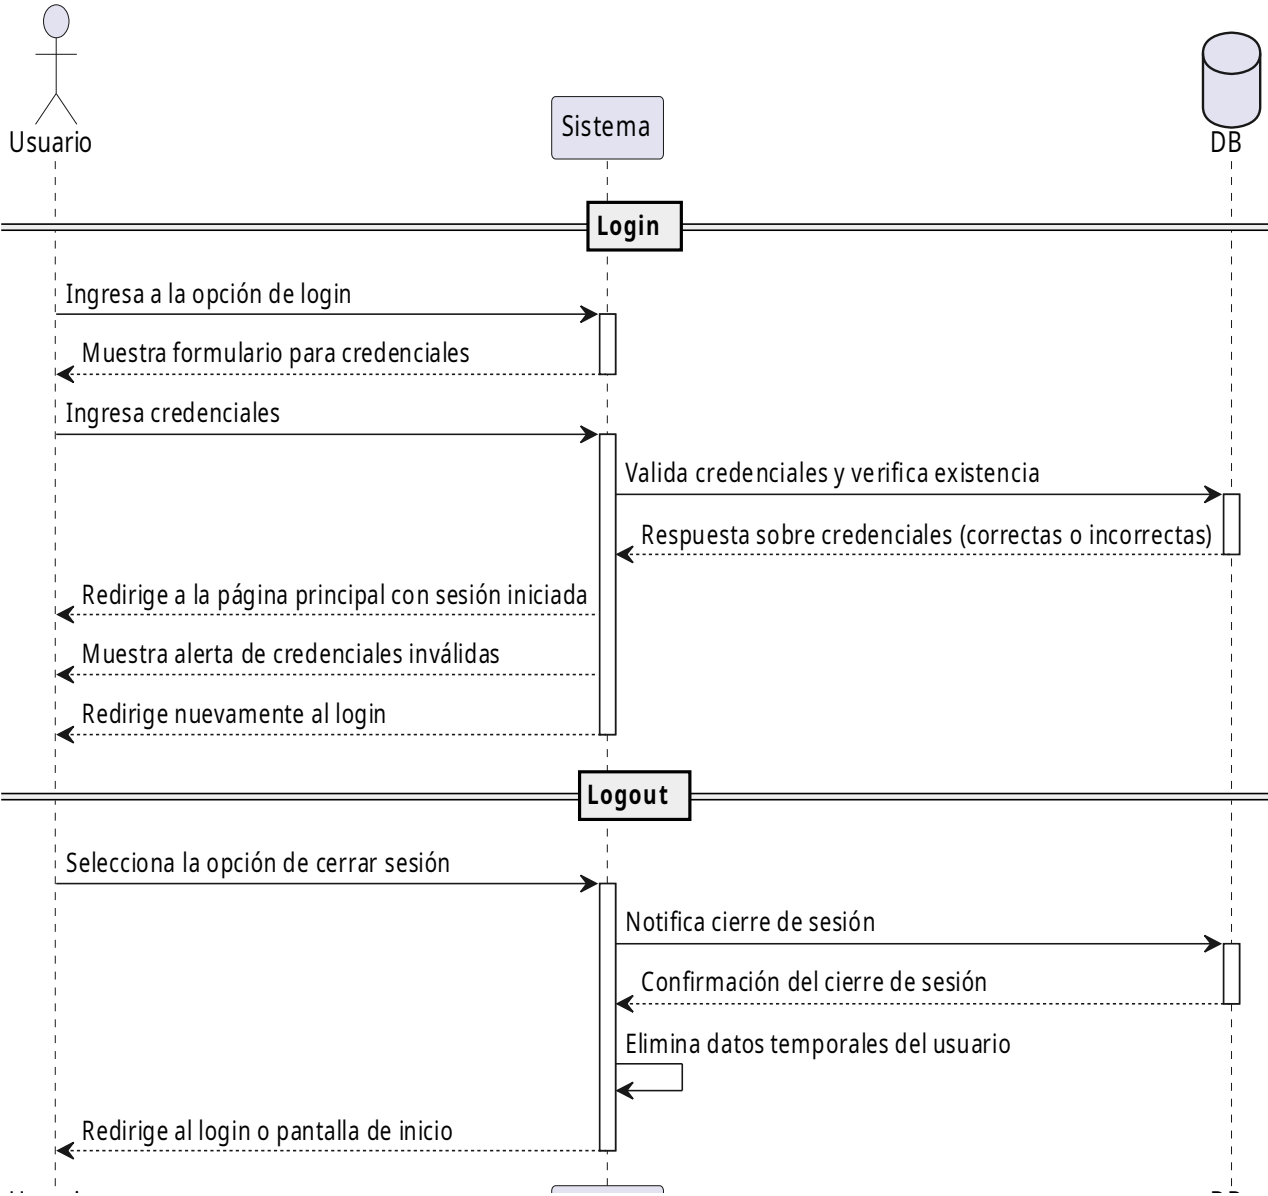 Usuario
Sistema
DB
Login
Ingresa a la opción de login
Muestra formulario para credenciales
Ingresa credenciales
Valida credenciales y verifica existencia
Respuesta sobre credenciales (correctas o incorrectas)
Redirige a la página principal con sesión iniciada
Muestra alerta de credenciales inválidas
Redirige nuevamente al login
Logout
Selecciona la opción de cerrar sesión
Notifica cierre de sesión
Confirmación del cierre de sesión
Elimina datos temporales del usuario
Redirige al login o pantalla de inicio